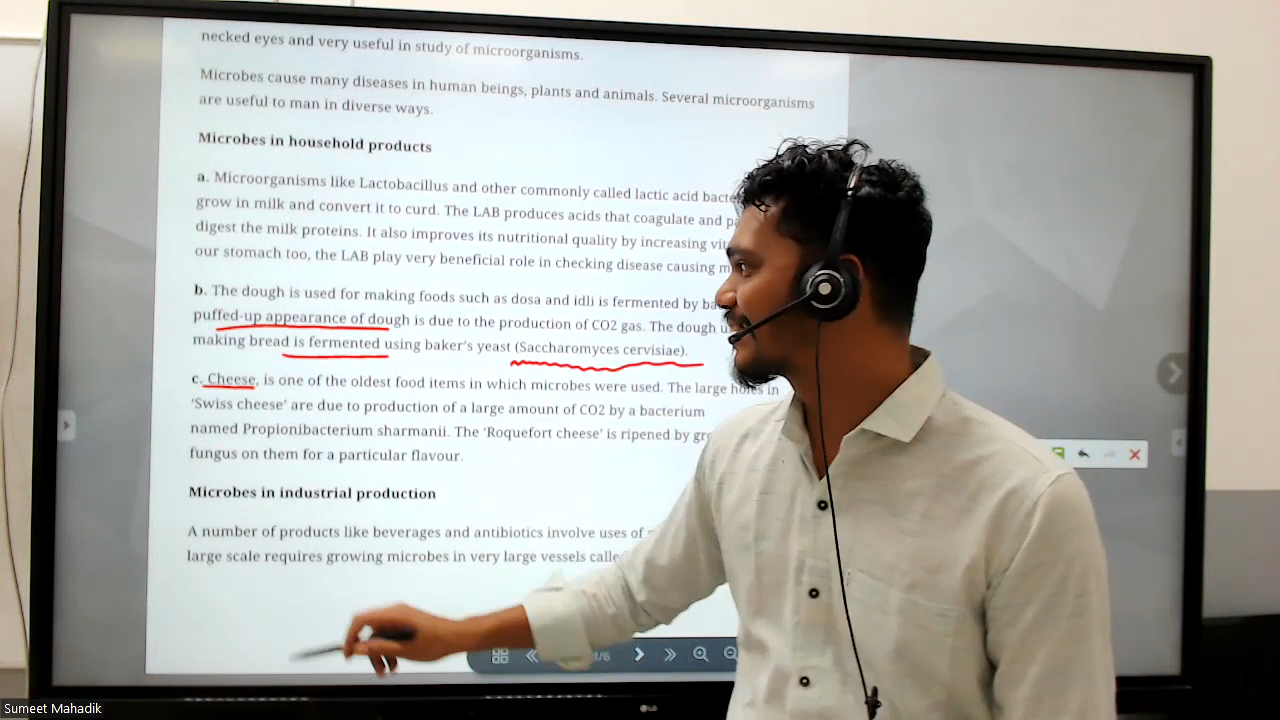 necked eyes and very useful in study of microorganisms.
Microbes cause many diseases in human beings, plants and animals. Several microorganisms
are useful to man in diverse ways.
Microbes in household products
a. Microorganisms like Lactobacillus and other commonly called lactic acid
grow in milk and convert it to curd. The LAB produces acids that coagulate and
digest the milk proteins. It also improves its nutritional quality by increasing
our stomach too, the LAB play very beneficial role in checking disease causing
b. The dough is used for making foods such as dosa and idli is fermented by
puffed-up appearance of dough is due to the production of CO2 gas. The dough
making bread is fermented using baker's yeast (Saccharomyces cervisiae).
c. Cheese, is one of the oldest food items in which microbes were used. The large holes in
'Swiss cheese' are due to production of a large amount of CO2 by a bacterium
named Propionibacterium sharmanii. The 'Roquefort cheese' is ripened by
fungus on them for a particular flavour.
Microbes in industrial production
A number of products like beverages and antibiotics involve uses of
large scale requires growing microbes in very large vessels
1/6
LG
Sumeet Mahadik